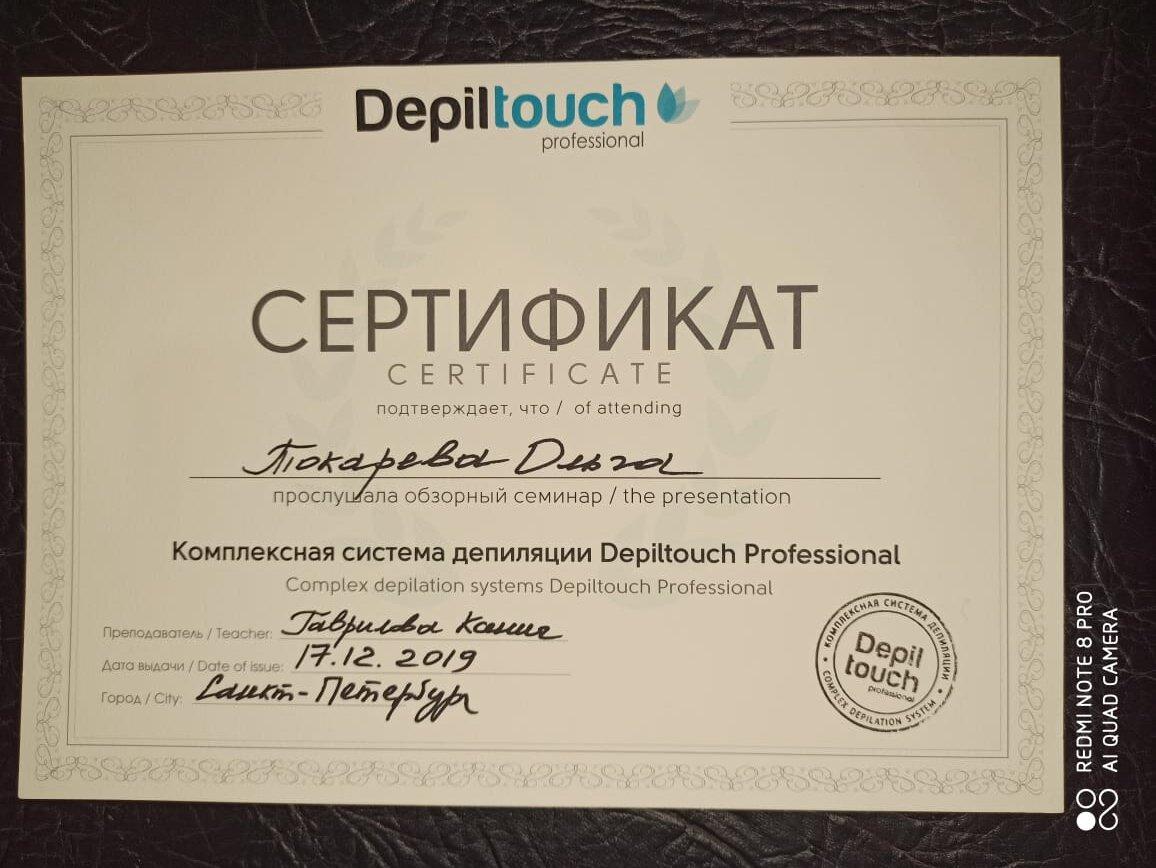 Depiltouch
professional
СЕРТИФИКАТ
CERTIFICATE
подтверждает, что / of attending
Токарева Ольга
прослушала обзорный семинар / the presentation
Комплексная система депиляции Depiltouch Professional
Complex depilation systems Depiltouch Professional
Преподаватель / Teacher: Гаврилова
Дата выдачи / Date of issue: 17.12. 2019
Город / City: Санкт-Петербург
КОМПЛЕКСНАЯ СИСТЕМА ДЕПИЛЯЦИИ
Depil
touch
professional
COMPLEX DEPILATION SYSTEM
REDMI NOTE 8 PRO
AI QUAD CAMERA